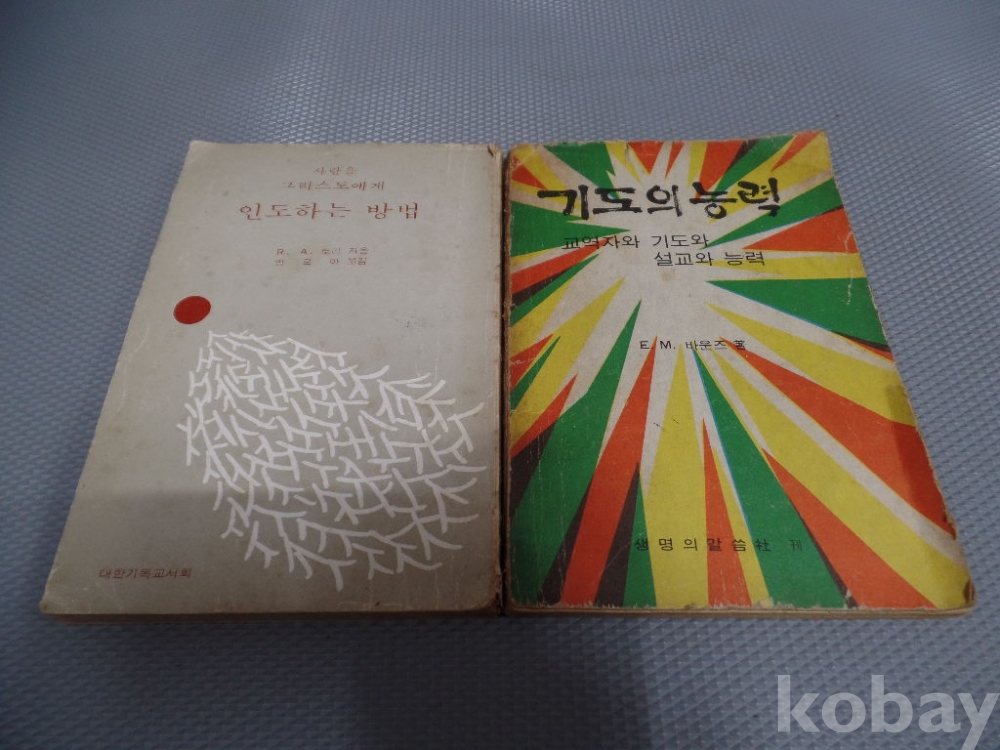 사람을
그리스도에게
인도하는 방법
R. A. 토리 지음
옮김
대한기독교서회
기도의 능력
교역자와 기도와
설교와 능력
E. M. 바운즈 著
생명의말씀社 刊
kobay